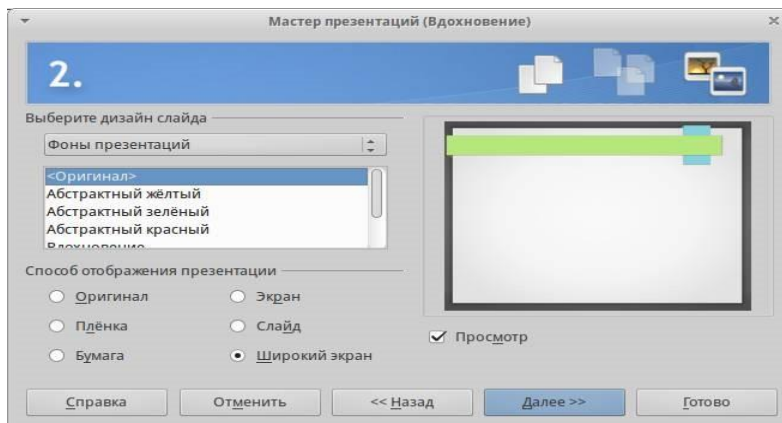 Мастер презентаций (Вдохновение)
2.
Выберите дизайн слайда
Фоны презентаций
<Оригинал>
Абстрактный жёлтый
Абстрактный зелёный
Абстрактный красный
Вдохновение
Способ отображения презентации
Оригинал
Экран
Плёнка
Слайд
Бумага
Широкий экран
Просмотр
Справка
Отменить
<< Назад
Далее >>
Готово